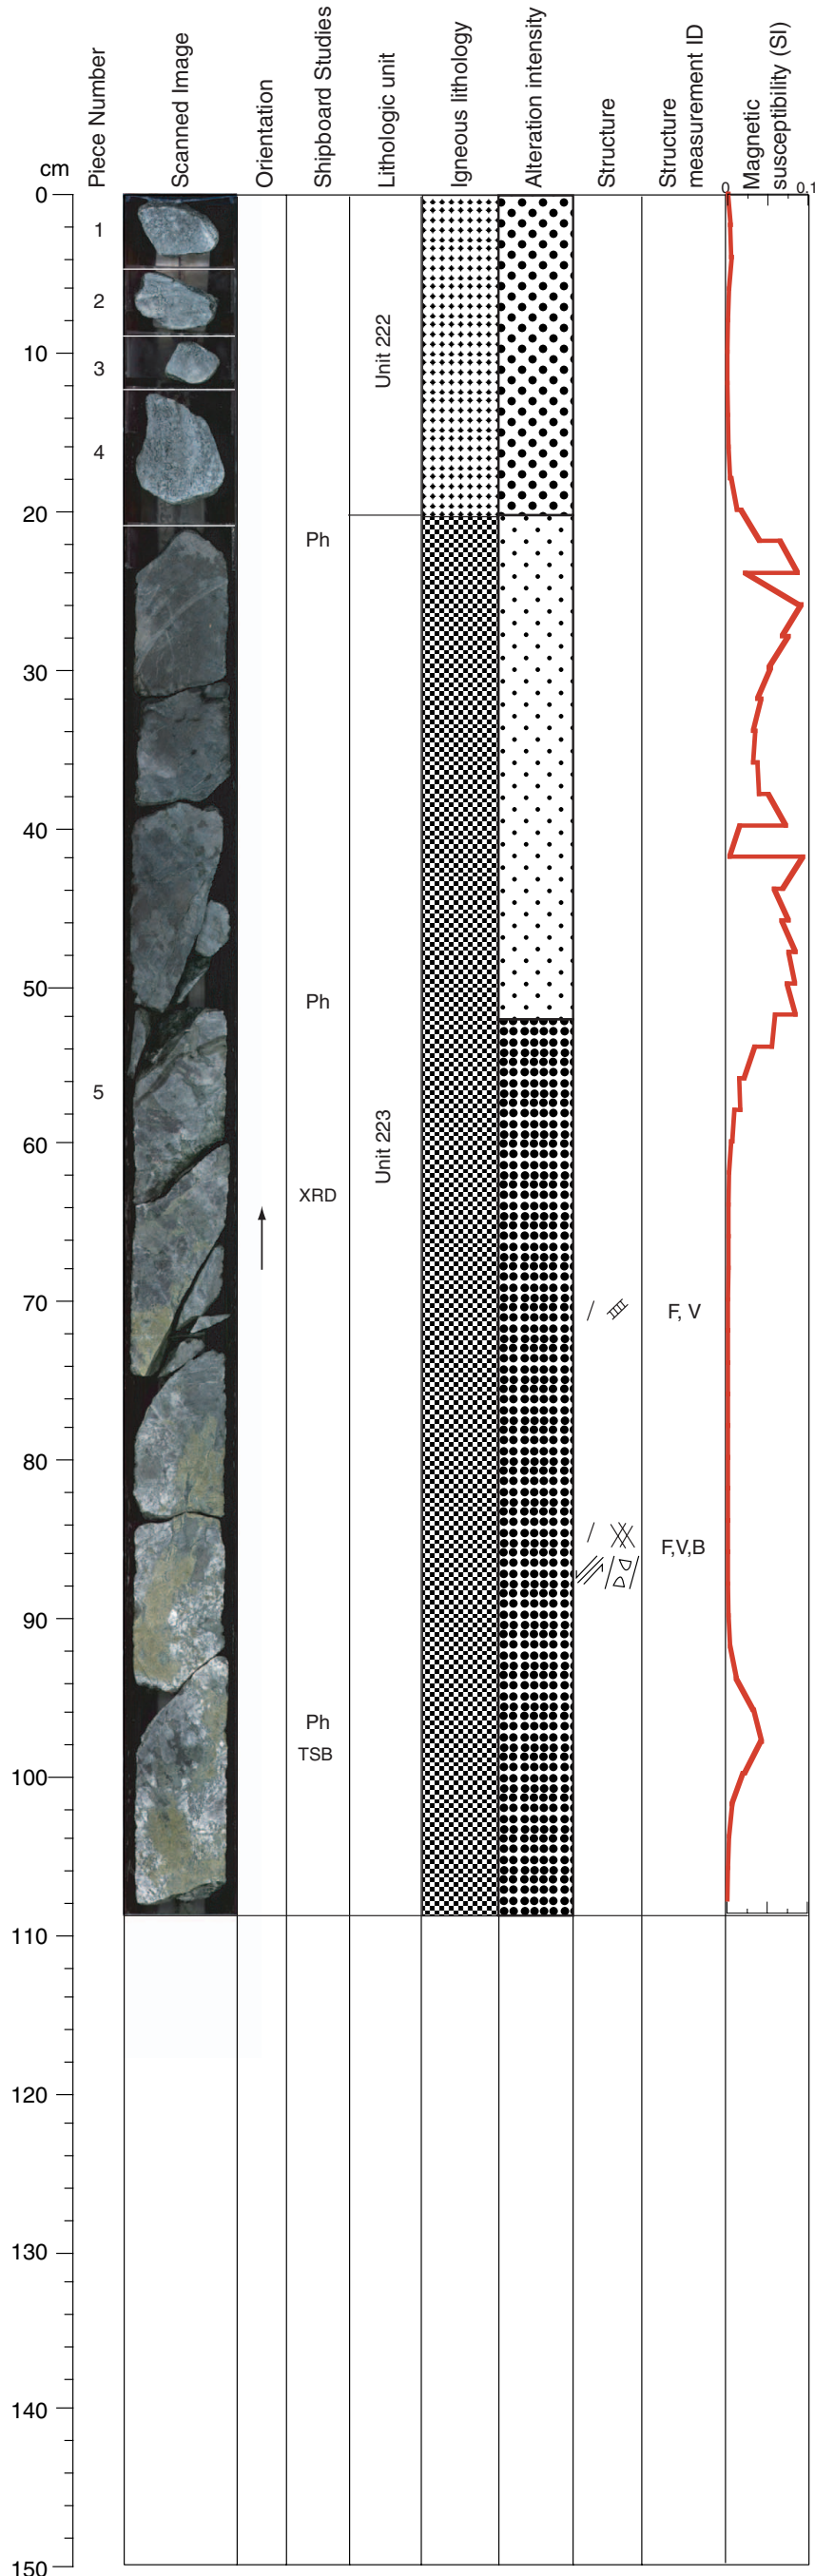 cm
Piece Number
Scanned Image
Orientation
Shipboard Studies
Lithologic unit
Igneous lithology
Alteration intensity
Structure
Structure
measurement ID
Magnetic
susceptibility (SI)
0 0.1
0
1
2
Unit 222
10
3
4
20
Ph
30
40
50
Ph
5
Unit 223
60
XRD
70
F, V
80
F,V,B
90
Ph
TSB
100
110
120
130
140
150